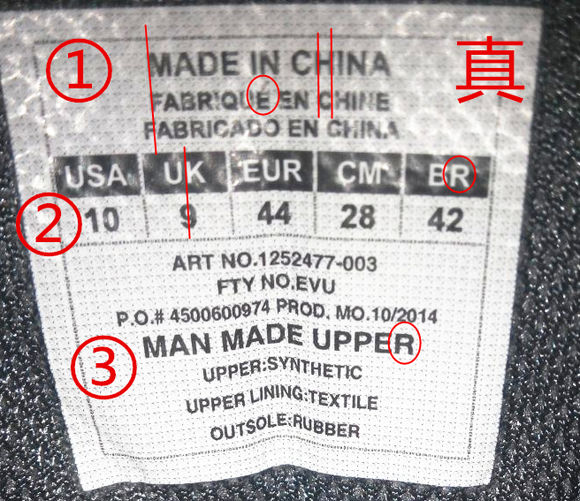 ① MADE IN CHINA 真
FABRIQUÉ EN CHINE
FABRICADO EN CHINA
USA UK EUR CM BR
② 10 9 44 28 42
ART NO.1252477-003
FTY NO.EVU
P.O.# 4500600974 PROD. MO.10/2014
③ MAN MADE UPPER
UPPER:SYNTHETIC
UPPER LINING:TEXTILE
OUTSOLE:RUBBER